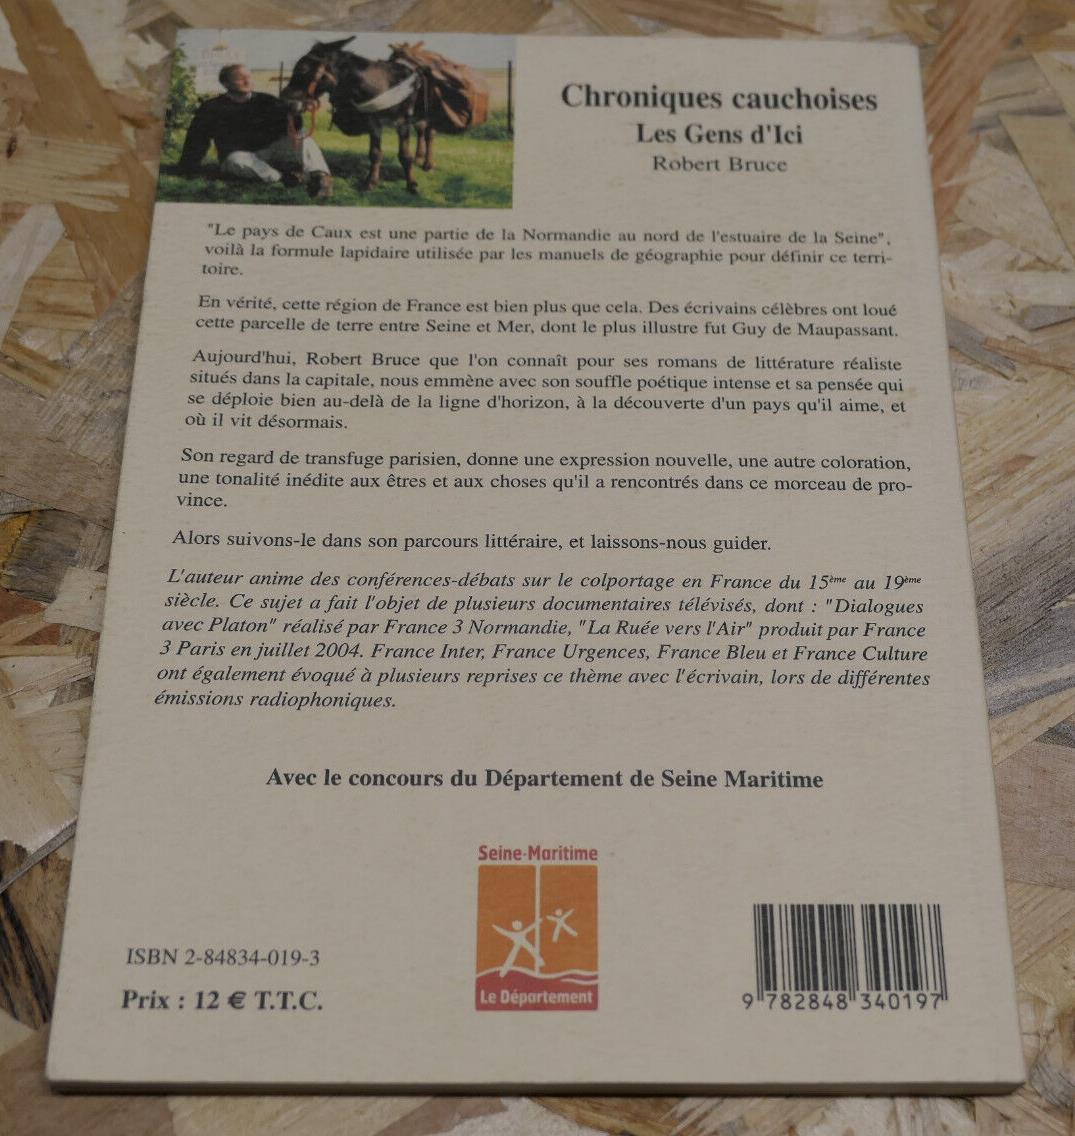 Chroniques cauchoises
Les Gens d'Ici
Robert Bruce
"Le pays de Caux est une partie de la Normandie au nord de l'estuaire de la Seine",
voilà la formule lapidaire utilisée par les manuels de géographie pour définir ce terri-
toire.
En vérité, cette région de France est bien plus que cela. Des écrivains célèbres ont loué
cette parcelle de terre entre Seine et Mer, dont le plus illustre fut Guy de Maupassant.
Aujourd'hui, Robert Bruce que l'on connaît pour ses romans de littérature réaliste
situés dans la capitale, nous emmène avec son souffle poétique intense et sa pensée qui
se déploie bien au-delà de la ligne d'horizon, à la découverte d'un pays qu'il aime, et
où il vit désormais.
Son regard de transfuge parisien, donne une expression nouvelle, une autre coloration,
une tonalité inédite aux êtres et aux choses qu'il a rencontrés dans ce morceau de pro-
vince.
Alors suivons-le dans son parcours littéraire, et laissons-nous guider.
L'auteur anime des conférences-débats sur le colportage en France du 15ème au 19ème
siècle. Ce sujet a fait l'objet de plusieurs documentaires télévisés, dont : "Dialogues
avec Platon" réalisé par France 3 Normandie, "La Ruée vers l'Air" produit par France
3 Paris en juillet 2004. France Inter, France Urgences, France Bleu et France Culture
ont également évoqué à plusieurs reprises ce thème avec l'écrivain, lors de différentes
émissions radiophoniques.
Avec le concours du Département de Seine Maritime
Seine-Maritime
Le Département
ISBN 2-84834-019-3
Prix : 12 € T.T.C.
9 782848 340197